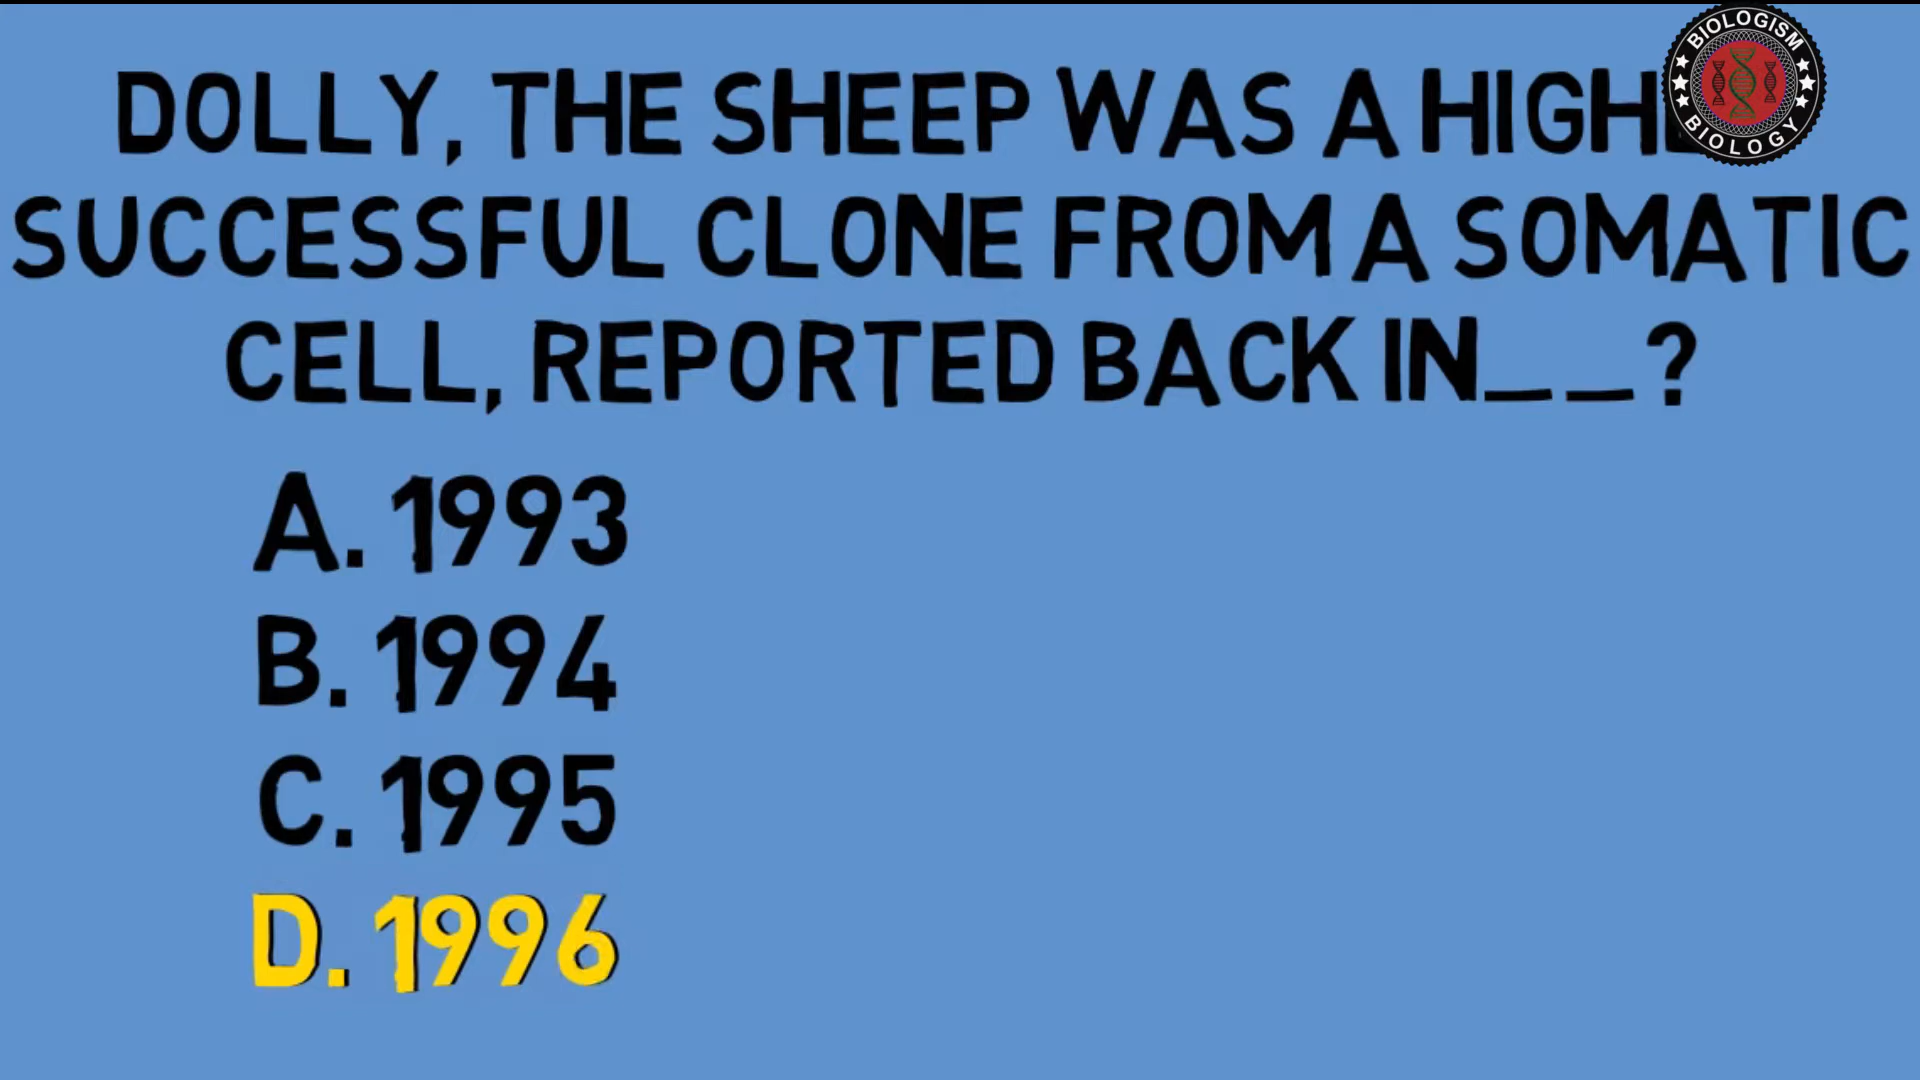 DOLLY, THE SHEEP WAS A HIGH
SUCCESSFUL CLONE FROM A SOMATIC
CELL, REPORTED BACK IN__?
A. 1993
B. 1994
C. 1995
D. 1996
BIOLOGISM
BIOLOGY